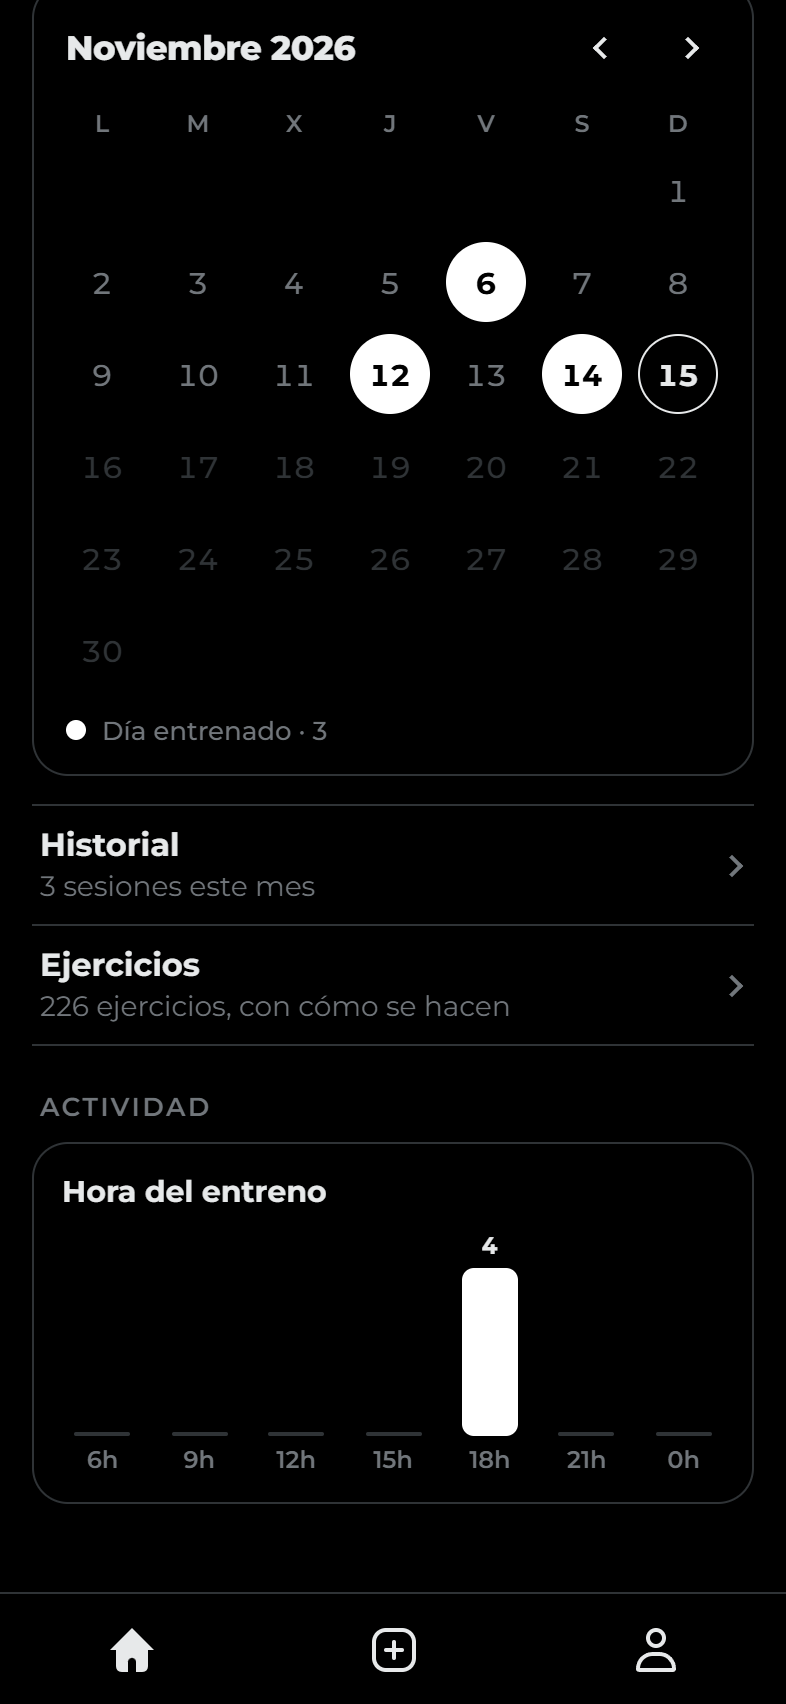 Noviembre 2026
L M X J V S D
1
2 3 4 5 6 7 8
9 10 11 12 13 14 15
16 17 18 19 20 21 22
23 24 25 26 27 28 29
30
Día entrenado · 3
Historial
3 sesiones este mes
Ejercicios
226 ejercicios, con cómo se hacen
ACTIVIDAD
Hora del entreno
4
6h 9h 12h 15h 18h 21h 0h